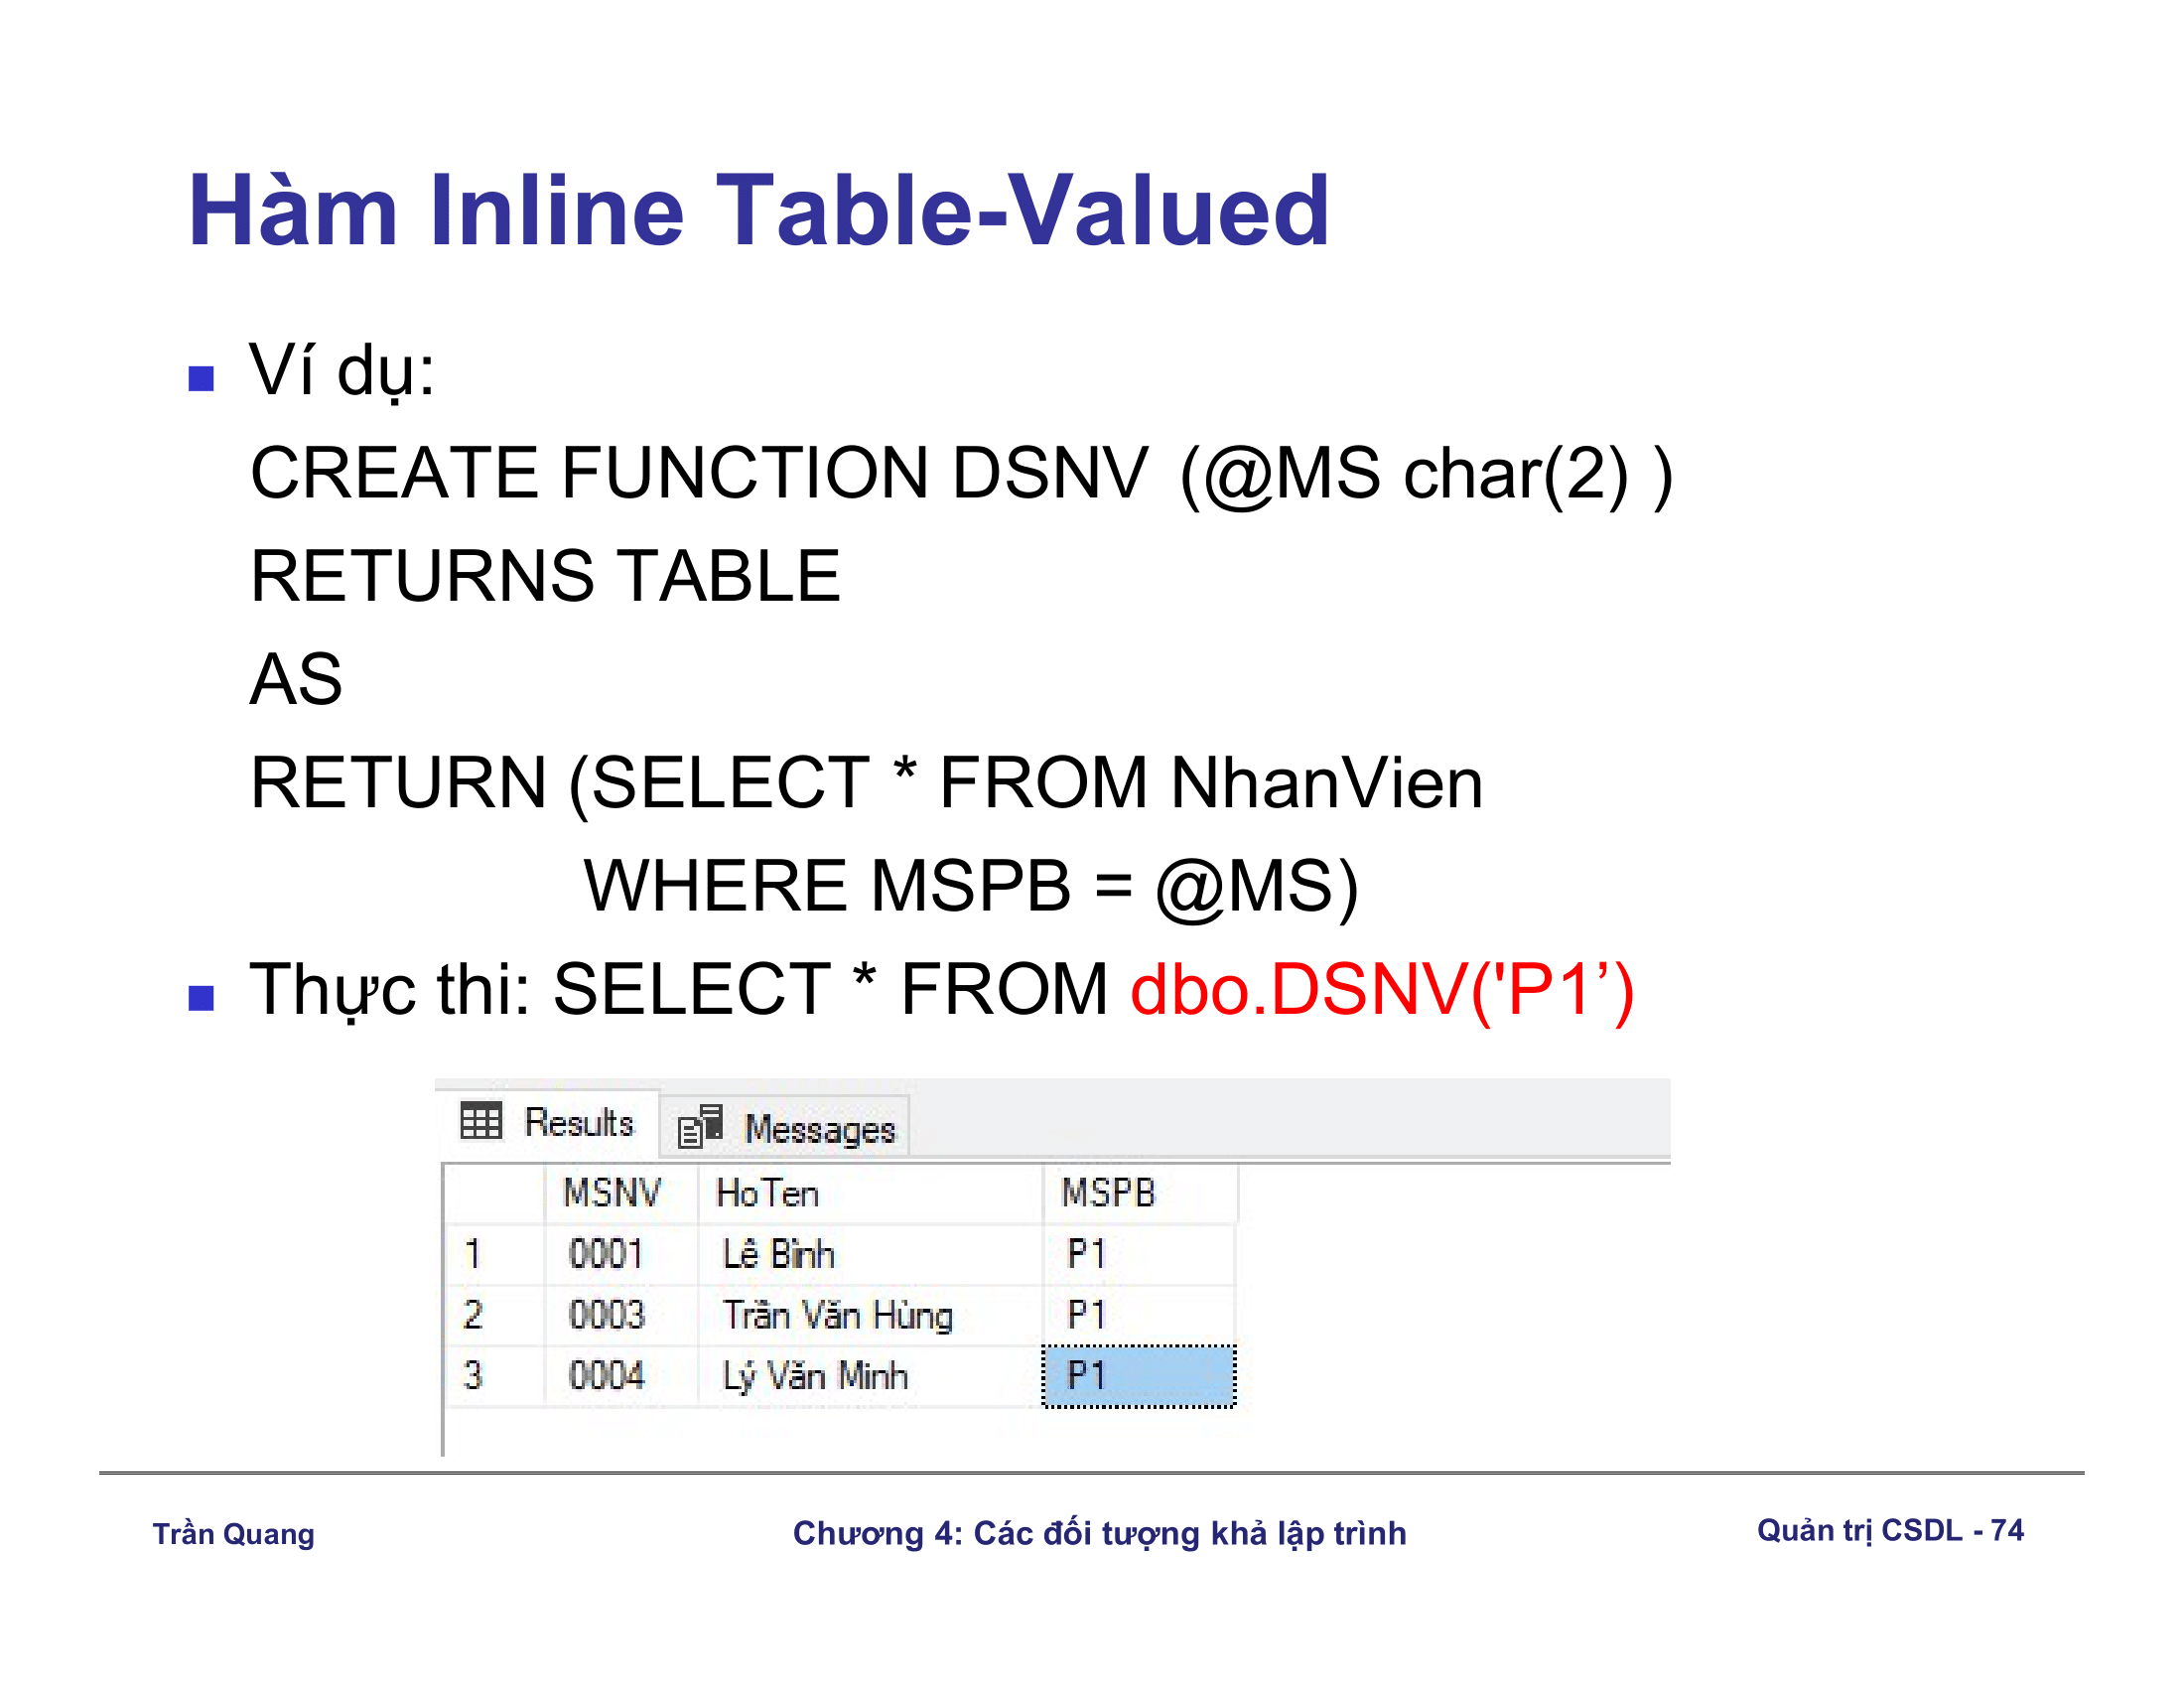 Hàm Inline Table-Valued
Ví dụ:
CREATE FUNCTION DSNV (@MS char(2) )
RETURNS TABLE
AS
RETURN (SELECT * FROM NhanVien
WHERE MSPB = @MS)
Thực thi: SELECT * FROM dbo.DSNV('P1’)
Results Messages
MSNV HoTen MSPB
1 0001 Lê Bình P1
2 0003 Trần Văn Hùng P1
3 0004 Lý Văn Minh P1
Trần Quang Chương 4: Các đối tượng khả lập trình Quản trị CSDL - 74